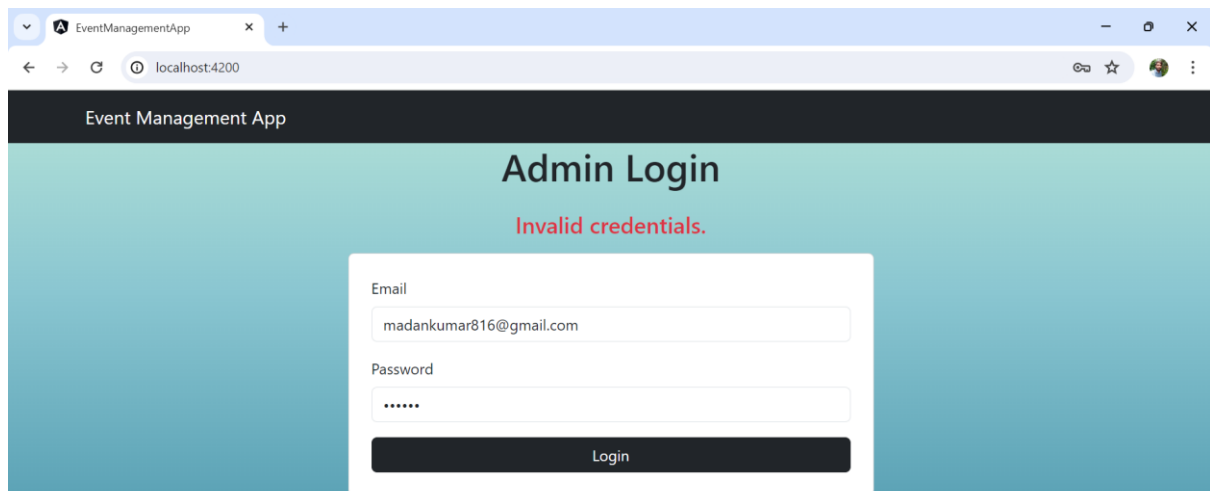 EventManagementApp
localhost:4200
Event Management App
Admin Login
Invalid credentials.
Email
madankumar816@gmail.com
Password
••••••
Login